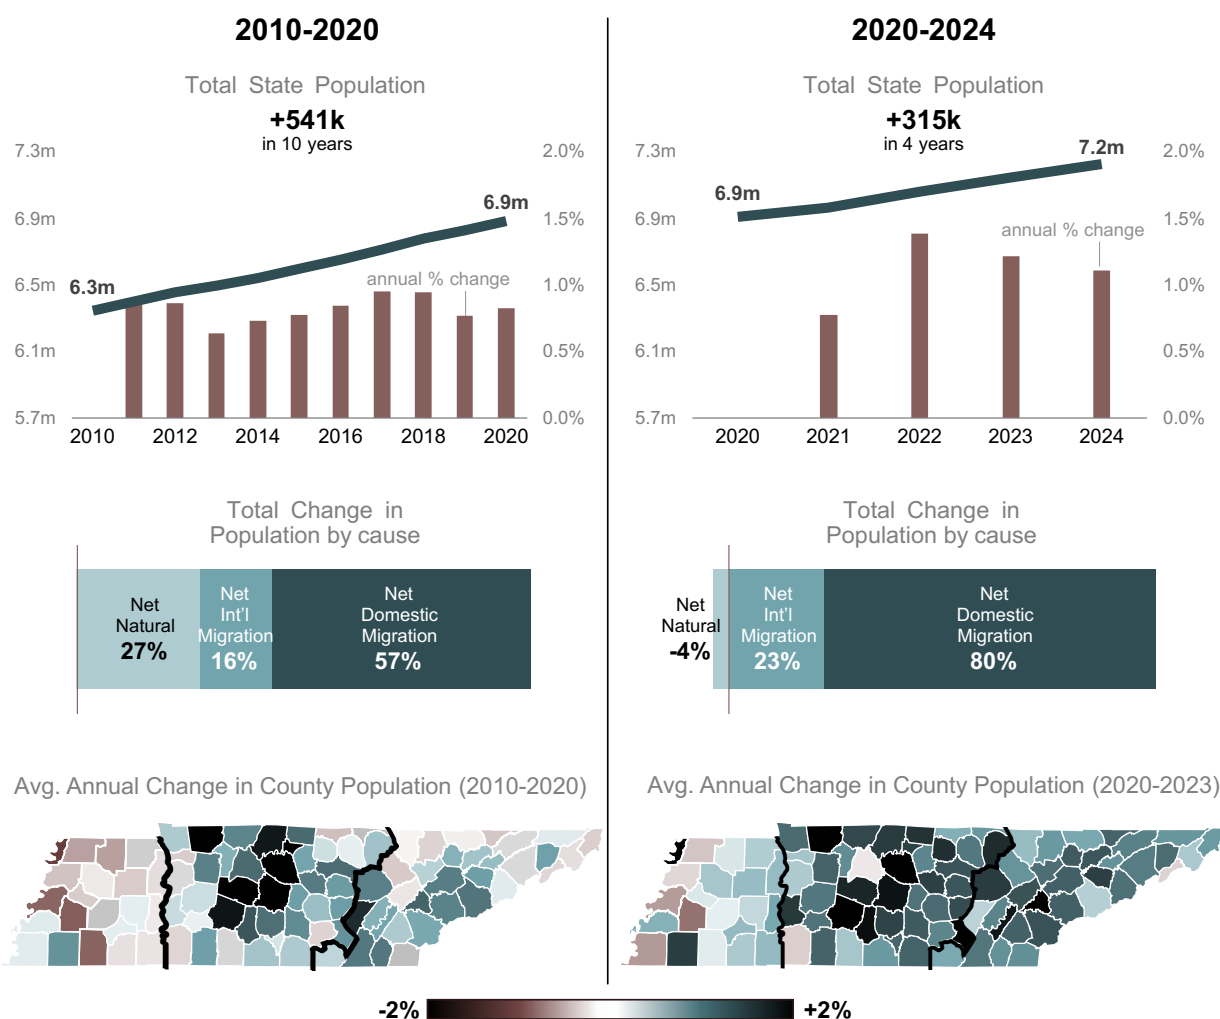 2010-2020
Total State Population
+541k
in 10 years
7.3m
6.9m
6.5m
6.1m
5.7m
2.0%
1.5%
1.0%
0.5%
0.0%
6.3m
6.9m
annual % change
2010 2012 2014 2016 2018 2020
Total Change in
Population by cause
Net
Natural
27%
Net
Int'l
Migration
16%
Net
Domestic
Migration
57%
Avg. Annual Change in County Population (2010-2020)
2020-2024
Total State Population
+315k
in 4 years
7.3m
6.9m
6.5m
6.1m
5.7m
2.0%
1.5%
1.0%
0.5%
0.0%
6.9m
7.2m
annual % change
2020 2021 2022 2023 2024
Total Change in
Population by cause
Net
Natural
-4%
Net
Int'l
Migration
23%
Net
Domestic
Migration
80%
Avg. Annual Change in County Population (2020-2023)
-2% +2%